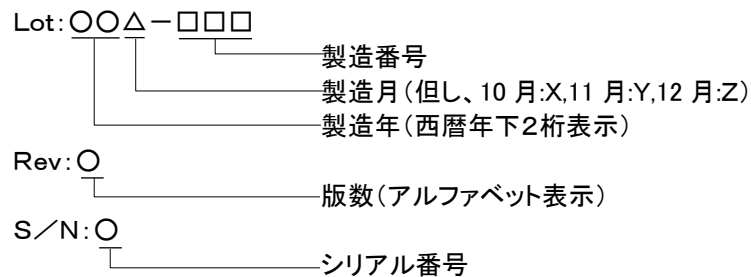 Lot:○○△-□□□
製造番号
製造月(但し、10 月:X,11 月:Y,12 月:Z)
製造年(西暦年下2桁表示)
Rev:○
版数(アルファベット表示)
S/N:○
シリアル番号